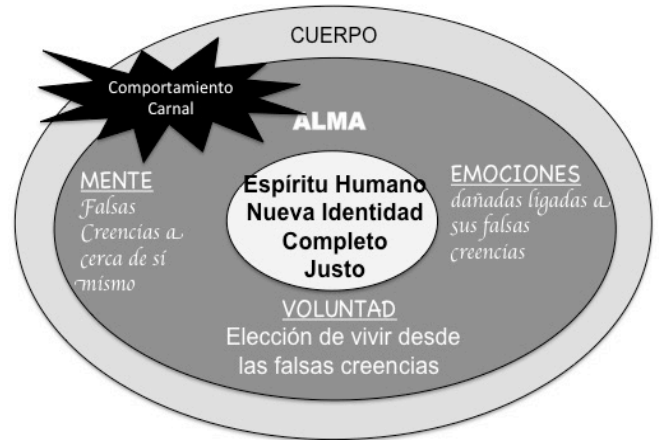 CUERPO
Comportamiento
Carnal
ALMA
MENTE
Falsas
Creencias a
cerca de sí
mismo
Espíritu Humano
Nueva Identidad
Completo
Justo
EMOCIONES
dañadas ligadas a
sus falsas
creencias
VOLUNTAD
Elección de vivir desde
las falsas creencias